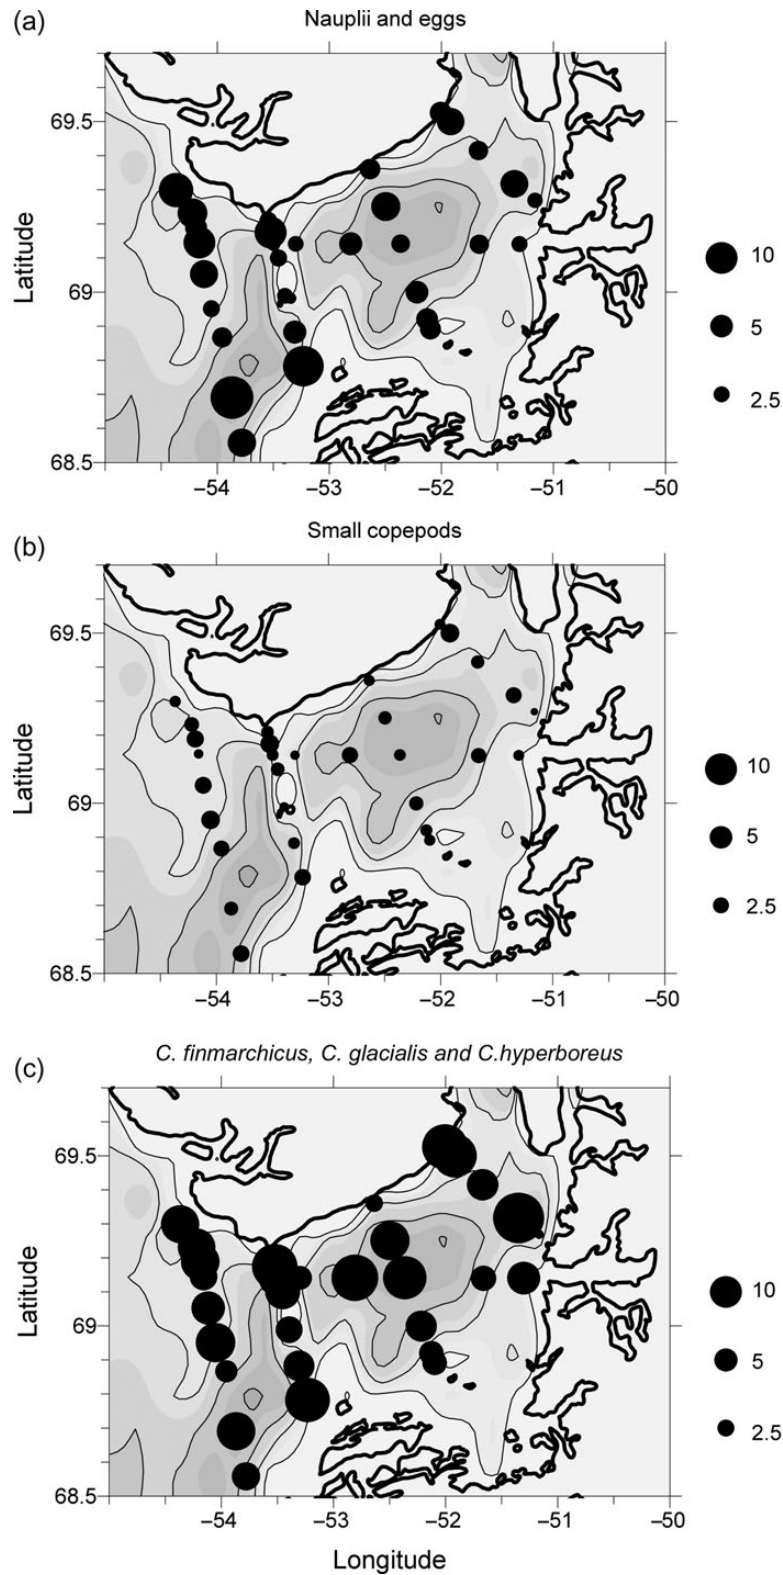 (a)
Nauplii and eggs
Latitude
69.5
69
68.5
–54 –53 –52 –51 –50
10
5
2.5
(b)
Small copepods
Latitude
69.5
69
68.5
–54 –53 –52 –51 –50
10
5
2.5
(c)
C. finmarchicus, C. glacialis and C.hyperboreus
Latitude
69.5
69
68.5
–54 –53 –52 –51 –50
Longitude
10
5
2.5